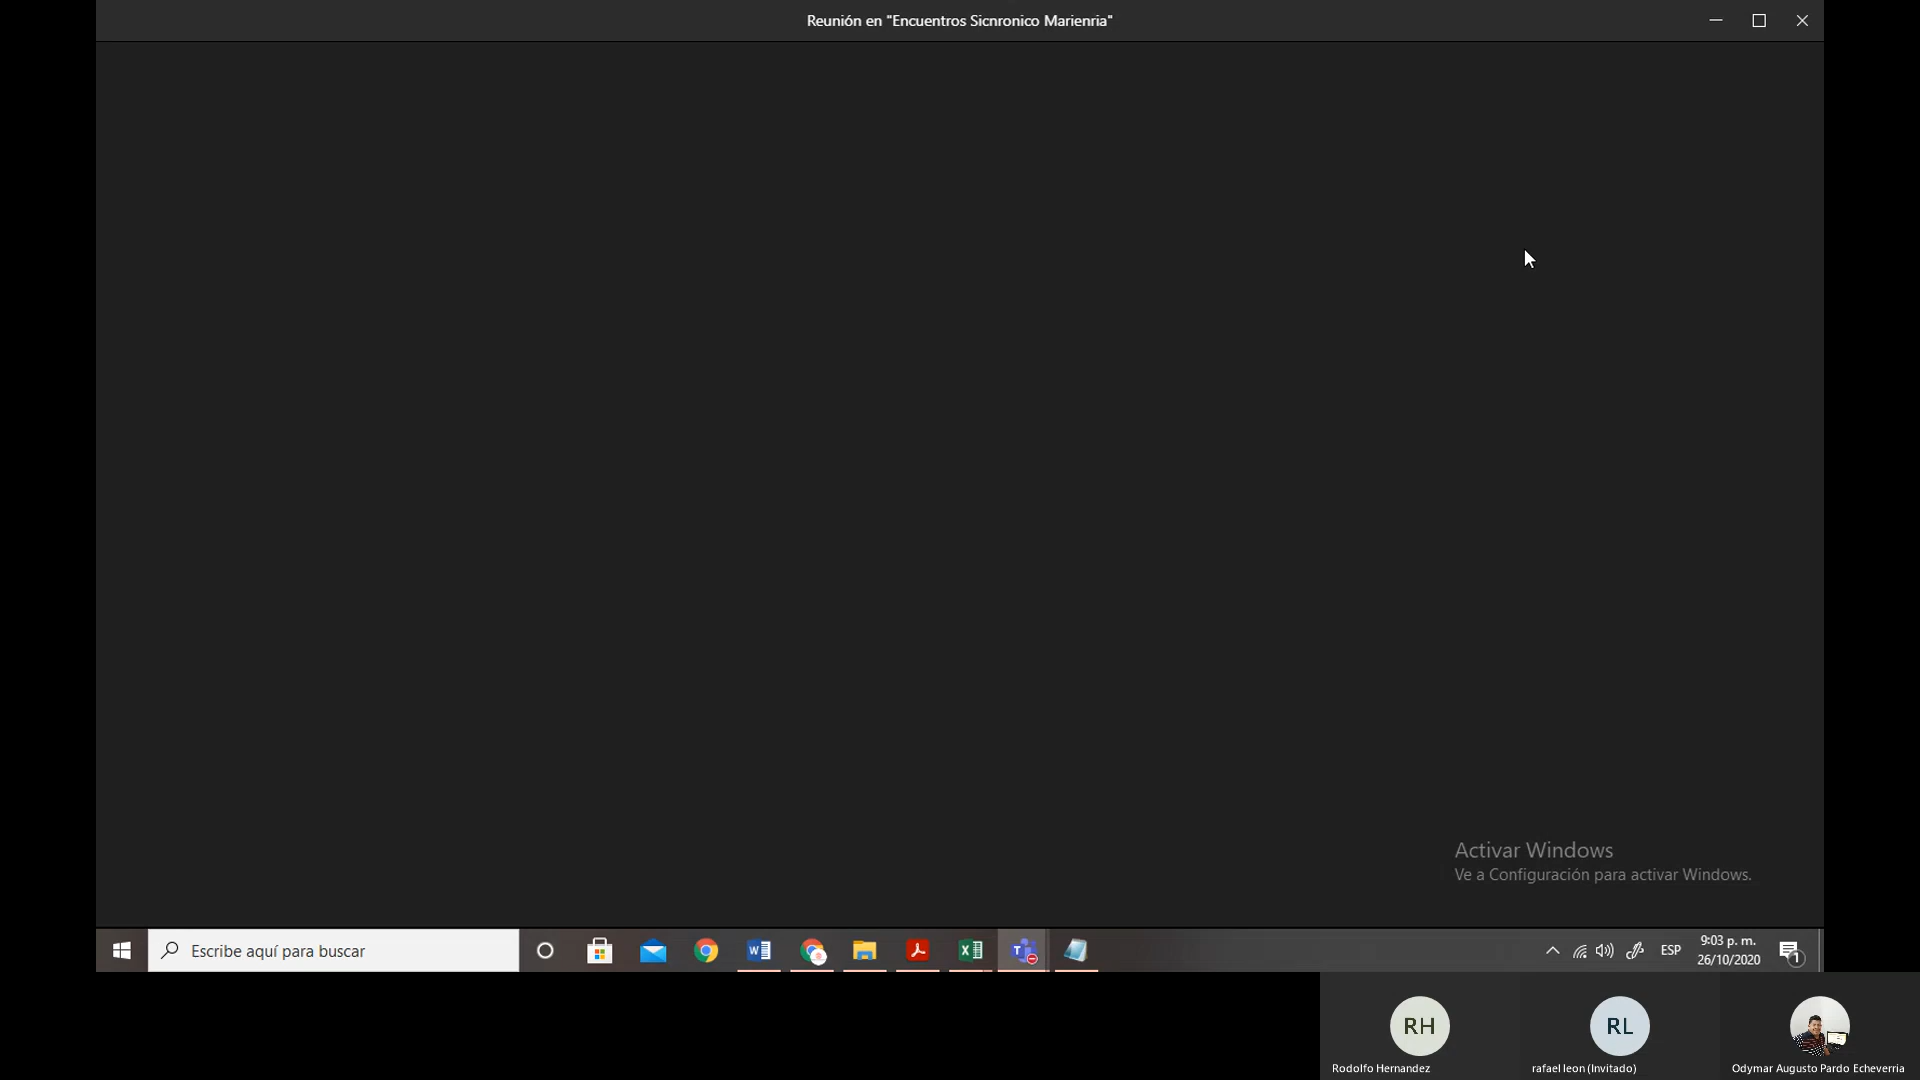 Reunión en "Encuentros Sicnronico Marienria"
Activar Windows
Ve a Configuración para activar Windows.
Escribe aquí para buscar
ESP
9:03 p. m.
26/10/2020
1
RH
RL
Rodolfo Hernandez
rafael leon (Invitado)
Odymar Augusto Pardo Echeverria